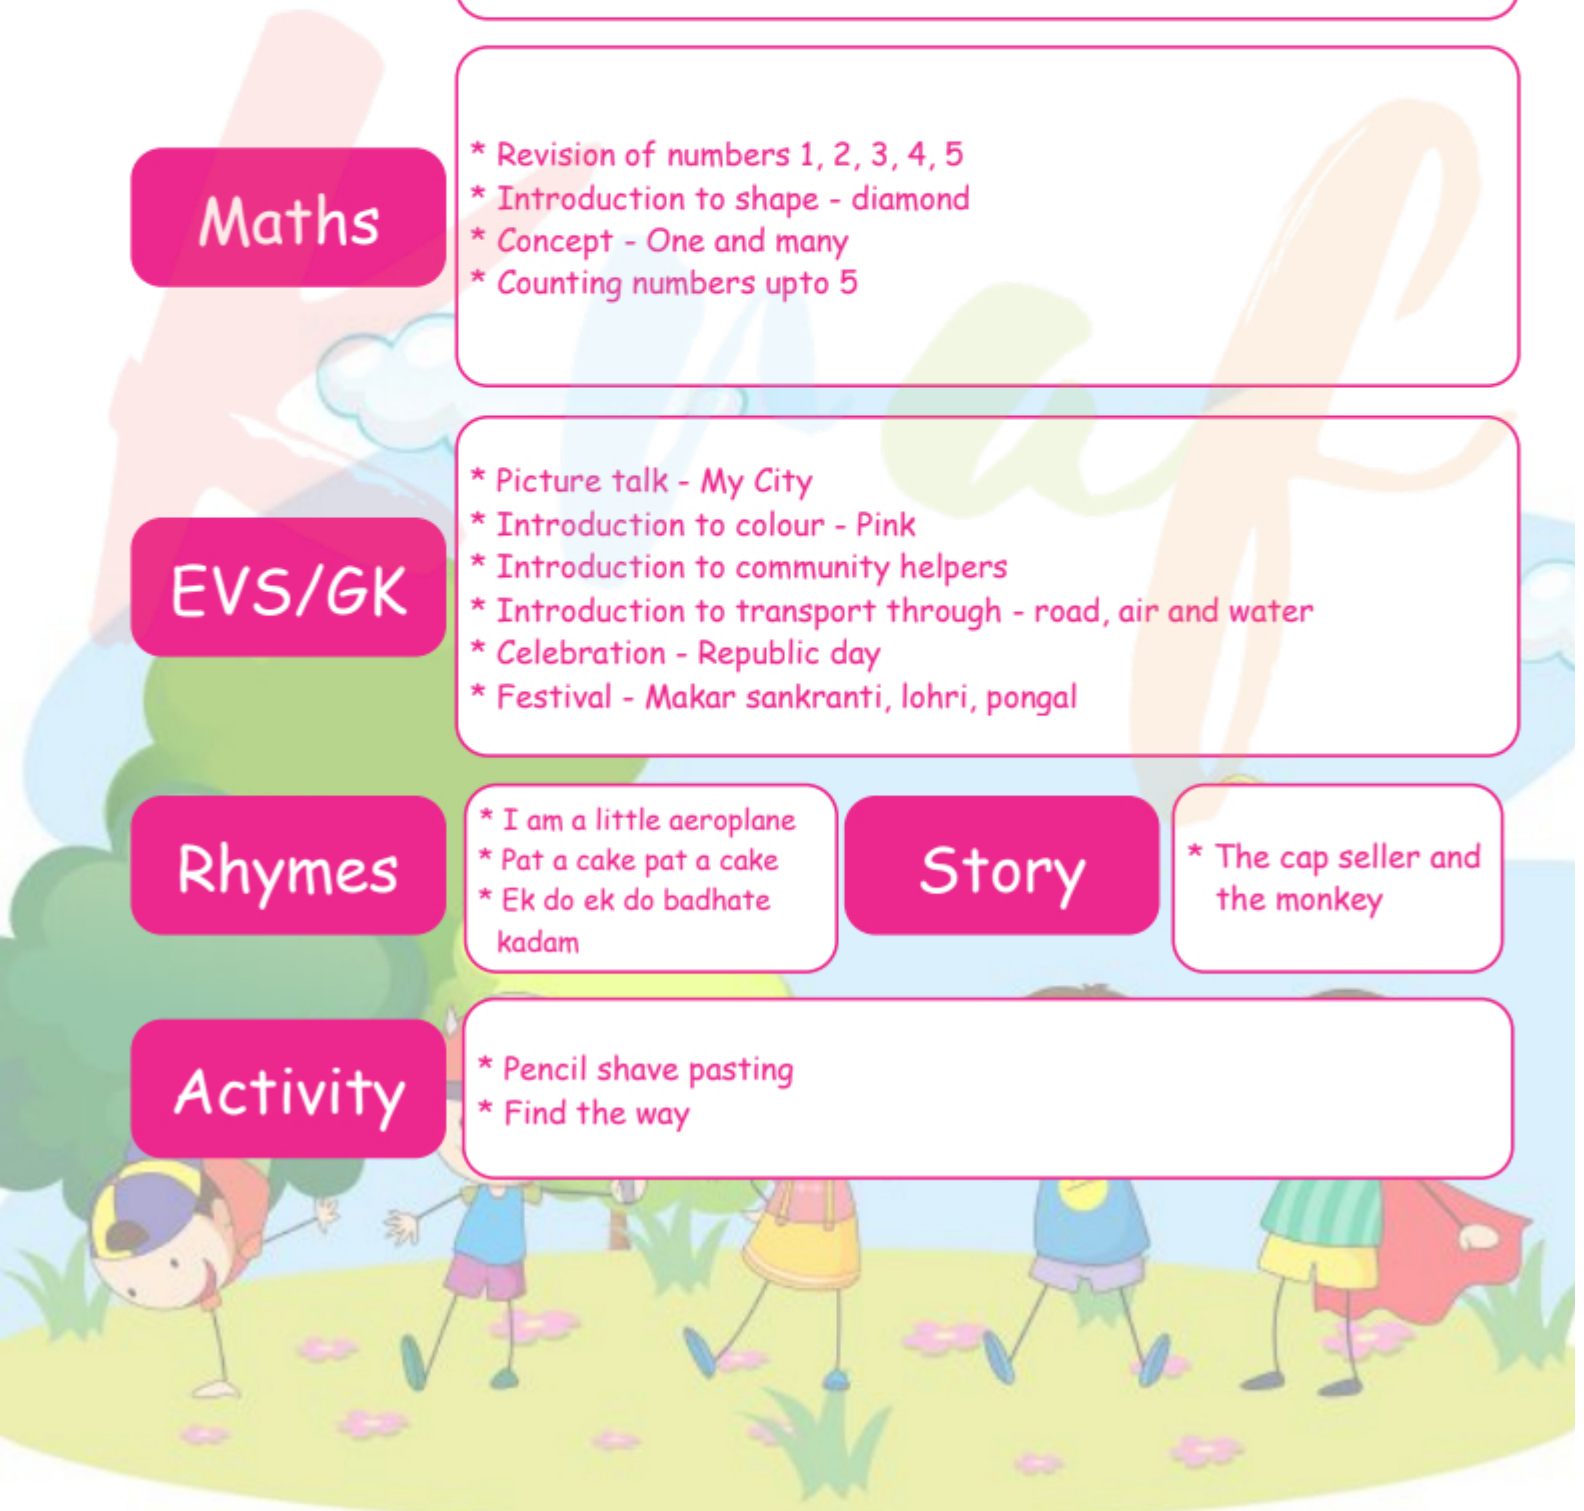 Maths
* Revision of numbers 1, 2, 3, 4, 5
* Introduction to shape - diamond
* Concept - One and many
* Counting numbers upto 5
EVS/GK
* Picture talk - My City
* Introduction to colour - Pink
* Introduction to community helpers
* Introduction to transport through - road, air and water
* Celebration - Republic day
* Festival - Makar sankranti, lohri, pongal
Rhymes
* I am a little aeroplane
* Pat a cake pat a cake
* Ek do ek do badhate
kadam
Story
* The cap seller and
the monkey
Activity
* Pencil shave pasting
* Find the way